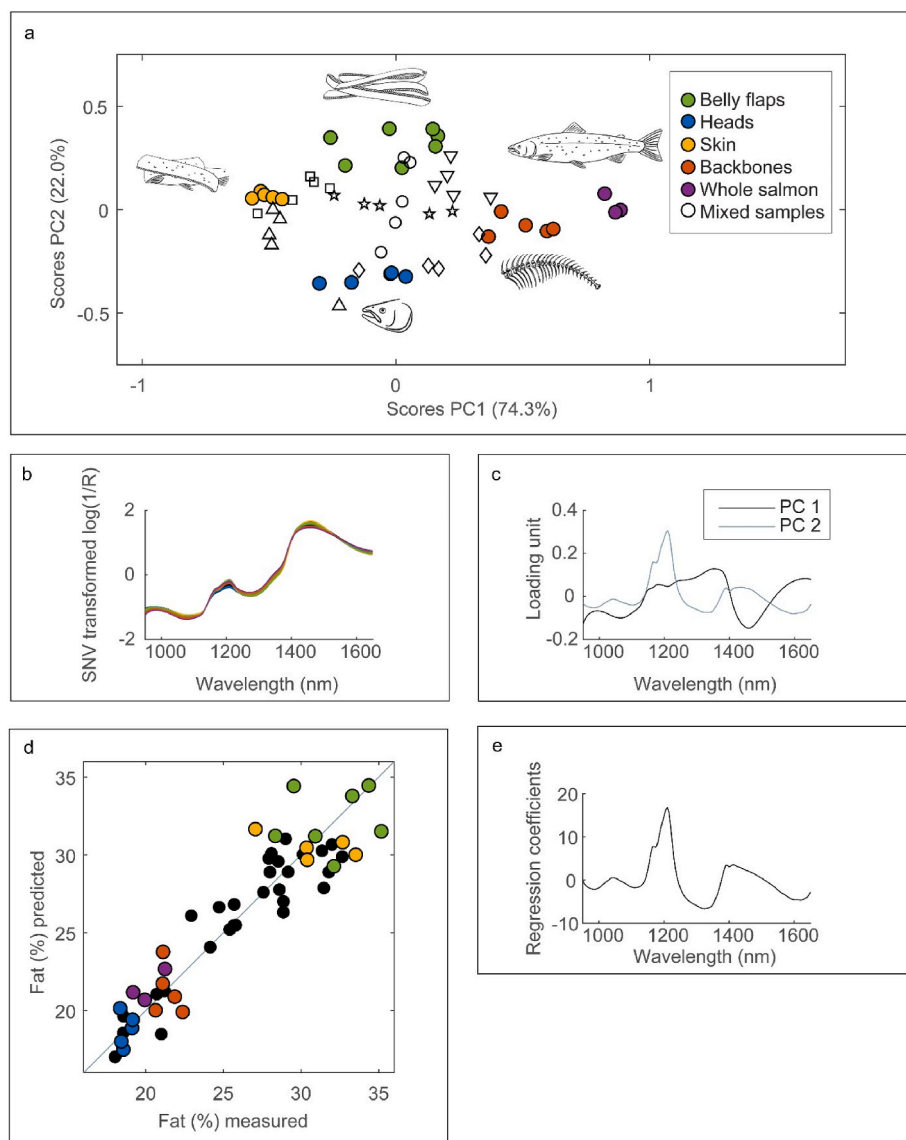 a
Scores PC2 (22.0%)
0.5
0
-0.5
-1
0
1
Scores PC1 (74.3%)
Belly flaps
Heads
Skin
Backbones
Whole salmon
Mixed samples
b
SNV transformed log(1/R)
2
0
-2
1000 1200 1400 1600
Wavelength (nm)
c
Loading unit
0.4
0.2
0
-0.2
1000 1200 1400 1600
Wavelength (nm)
PC 1
PC 2
d
Fat (%) predicted
35
30
25
20
20 25 30 35
Fat (%) measured
e
Regression coefficients
20
10
0
-10
1000 1200 1400 1600
Wavelength (nm)